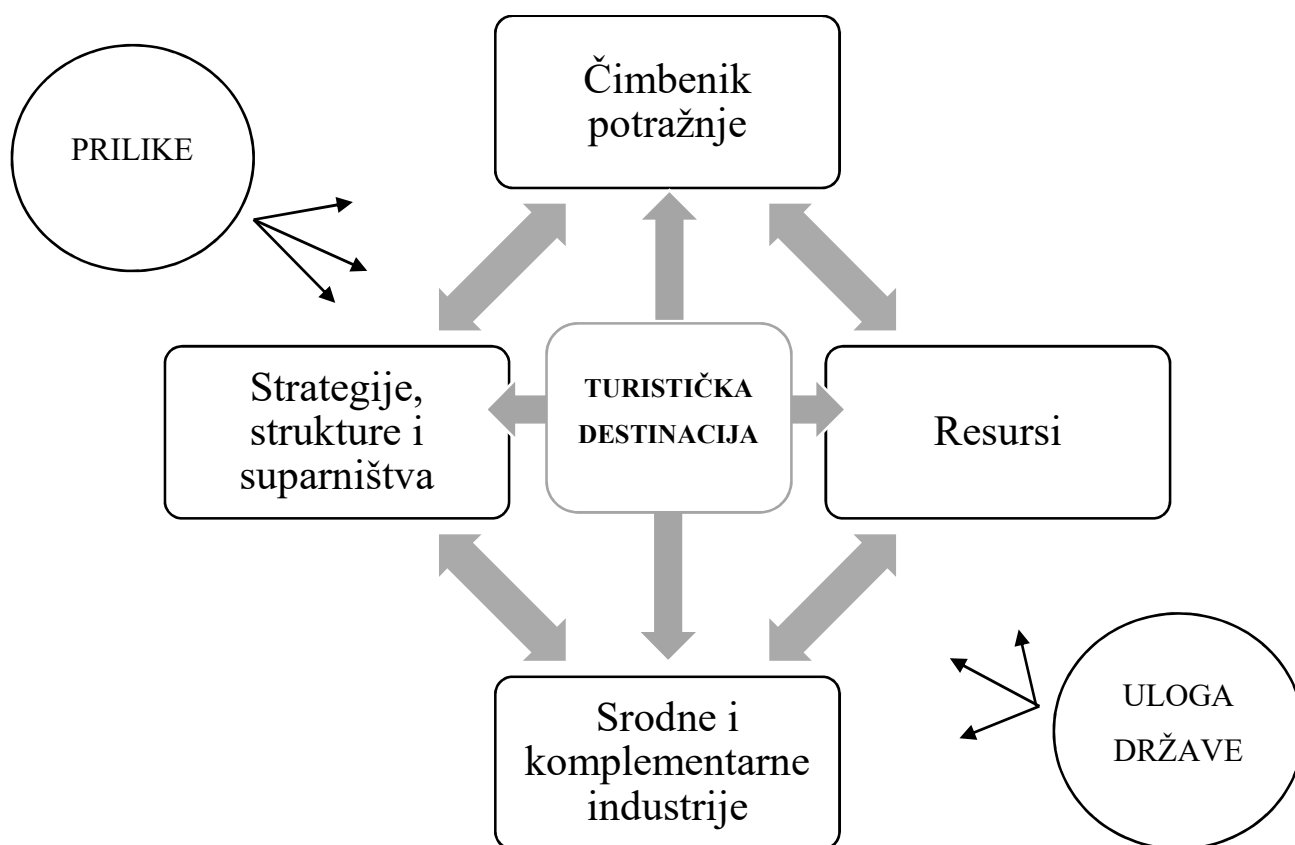 Čimbenik
potražnje
PRILIKE
Strategije,
strukture i
suparništva
TURISTIČKA
DESTINACIJA
Resursi
Srodne i
komplementarne
industrije
ULOGA
DRŽAVE